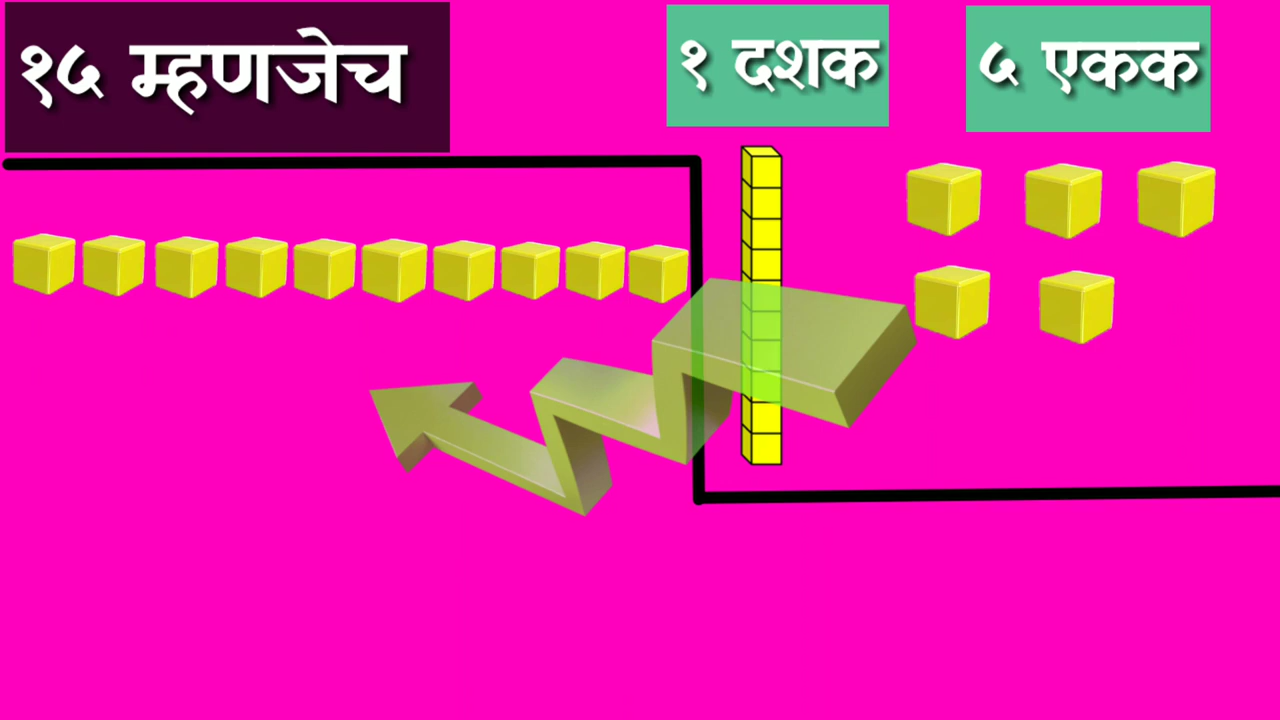 १५ म्हणजेच
१ दशक
५ एकक